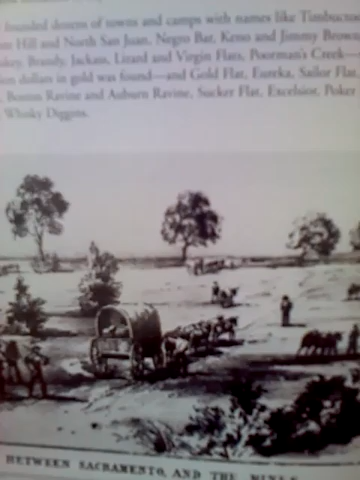 founded dozens of towns and camps with names like Timbuctoo
Hill and North San Juan, Negro Bar, Keno and Jimmy Brown
Brandy, Jackass, Lizard and Virgin Flats, Poorman's Creek—
dollars in gold was found—and Gold Flat, Eureka, Sailor Flat,
Boston Ravine and Auburn Ravine, Sucker Flat, Excelsior, Poker
Whisky Diggins.
BETWEEN SACRAMENTO, AND THE MINES